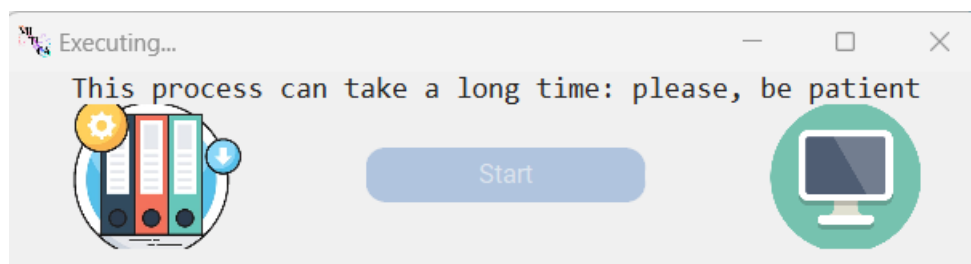 Executing...
This process can take a long time: please, be patient
Start